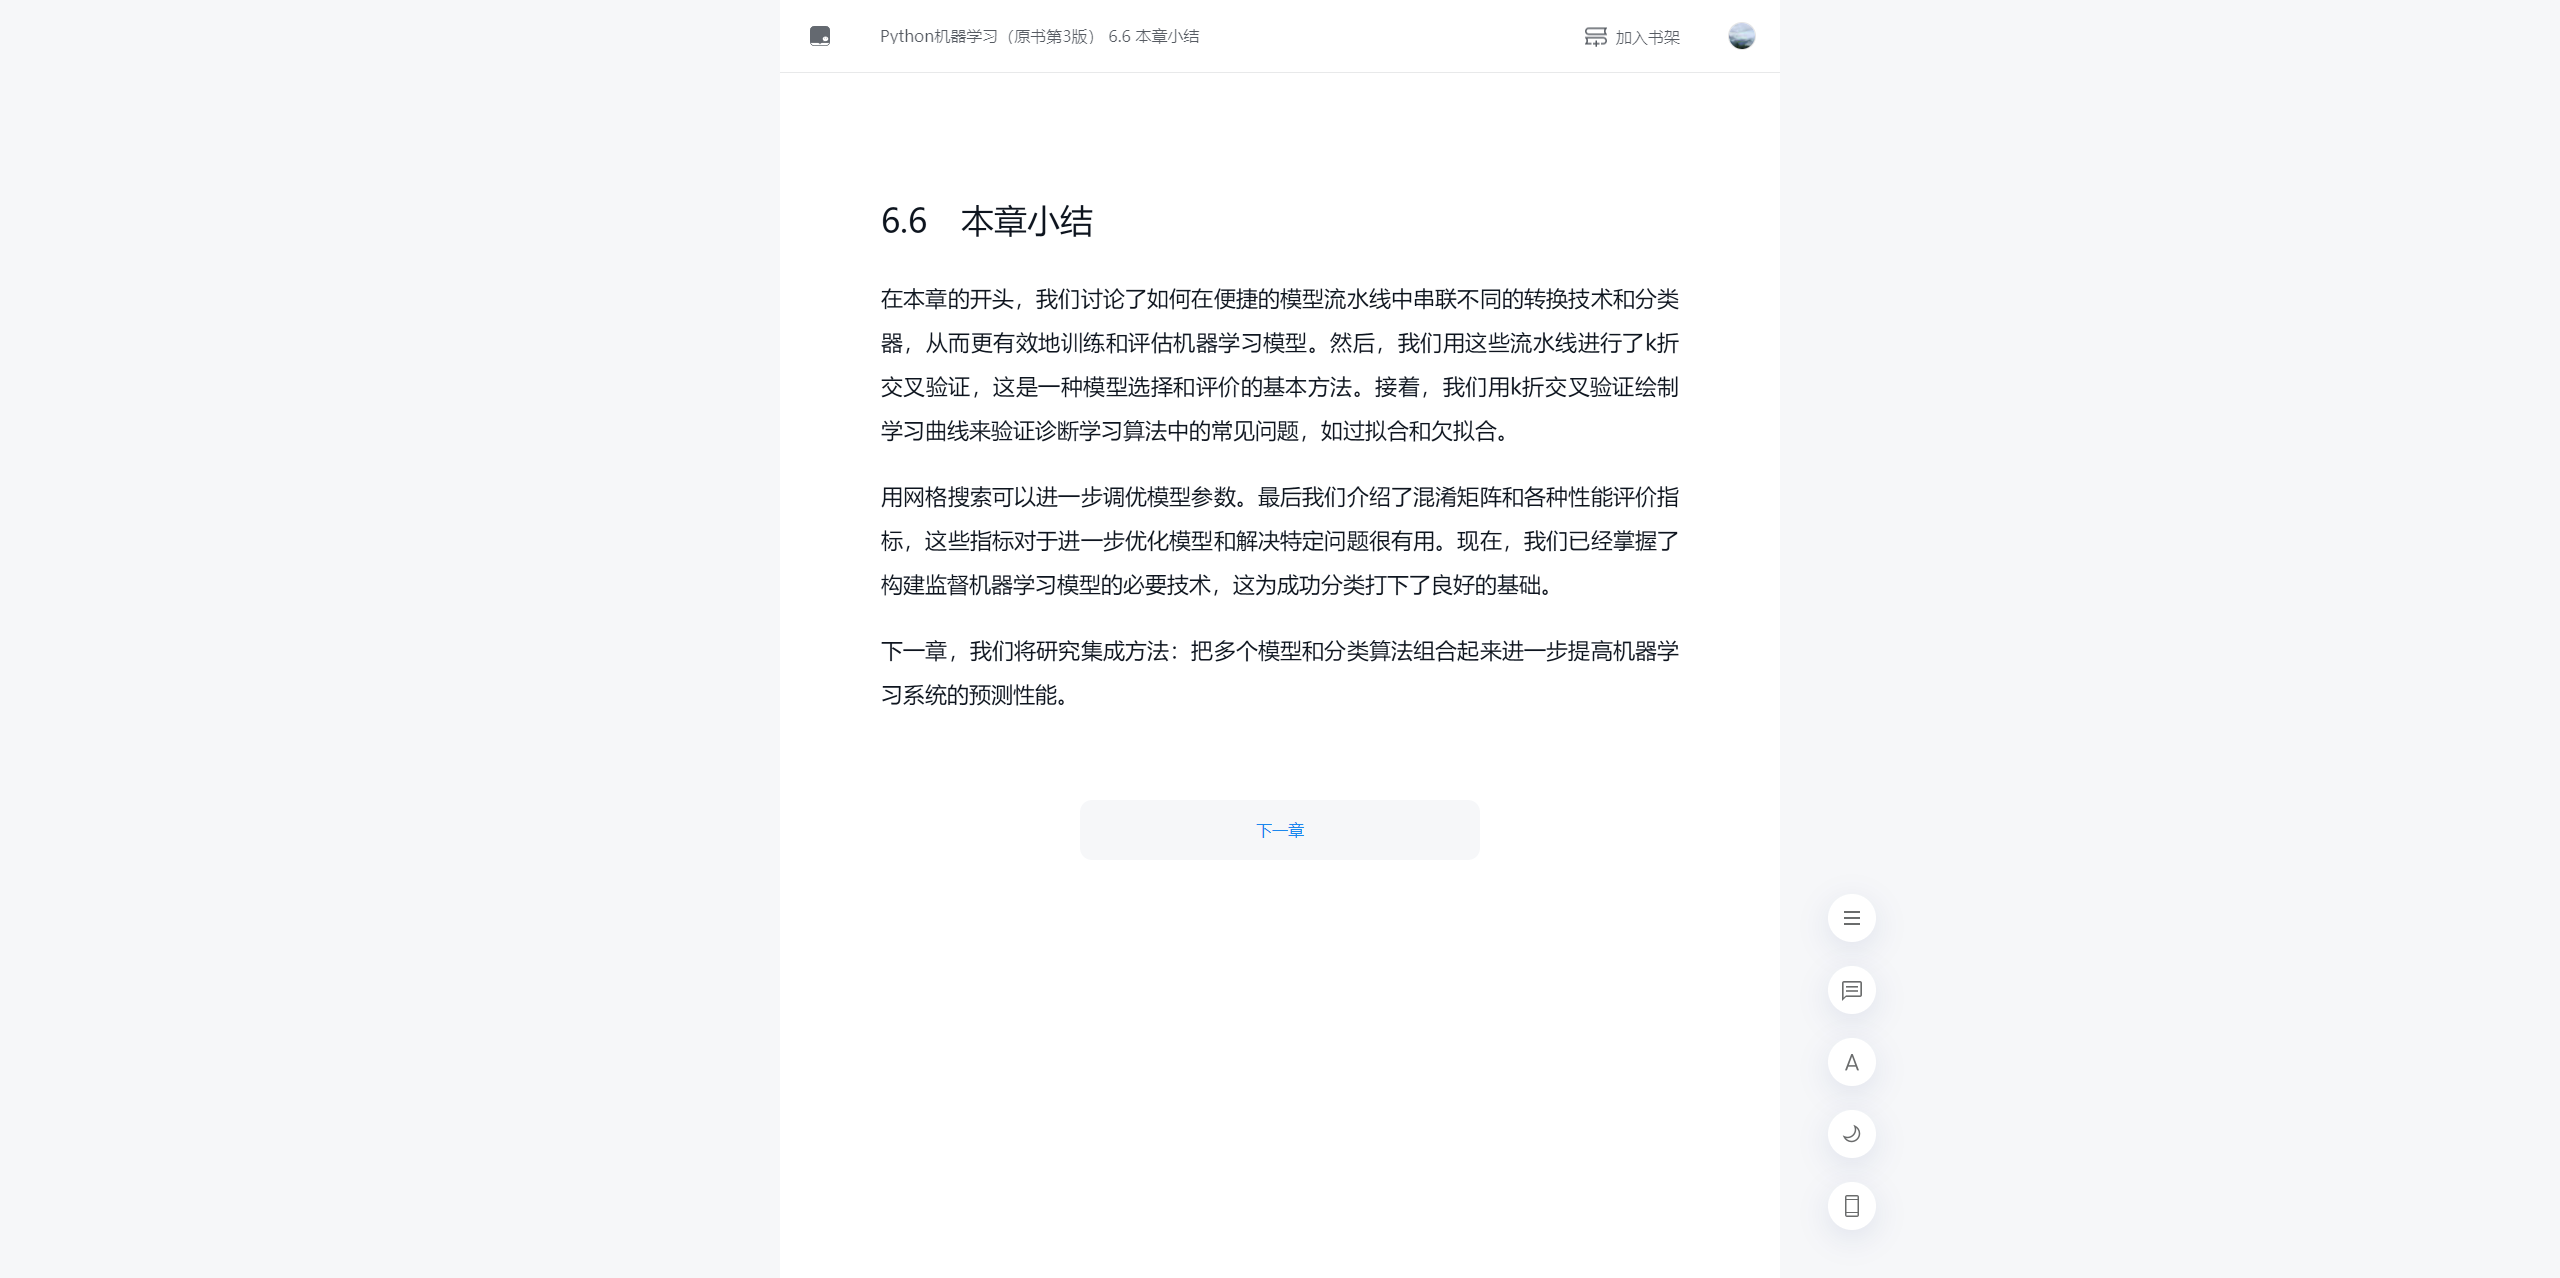 Python机器学习（原书第3版） 6.6 本章小结
加入书架
6.6　本章小结
在本章的开头，我们讨论了如何在便捷的模型流水线中串联不同的转换技术和分类
器，从而更有效地训练和评估机器学习模型。然后，我们用这些流水线进行了k折
交叉验证，这是一种模型选择和评价的基本方法。接着，我们用k折交叉验证绘制
学习曲线来验证诊断学习算法中的常见问题，如过拟合和欠拟合。
用网格搜索可以进一步调优模型参数。最后我们介绍了混淆矩阵和各种性能评价指
标，这些指标对于进一步优化模型和解决特定问题很有用。现在，我们已经掌握了
构建监督机器学习模型的必要技术，这为成功分类打下了良好的基础。
下一章，我们将研究集成方法：把多个模型和分类算法组合起来进一步提高机器学
习系统的预测性能。
下一章
A